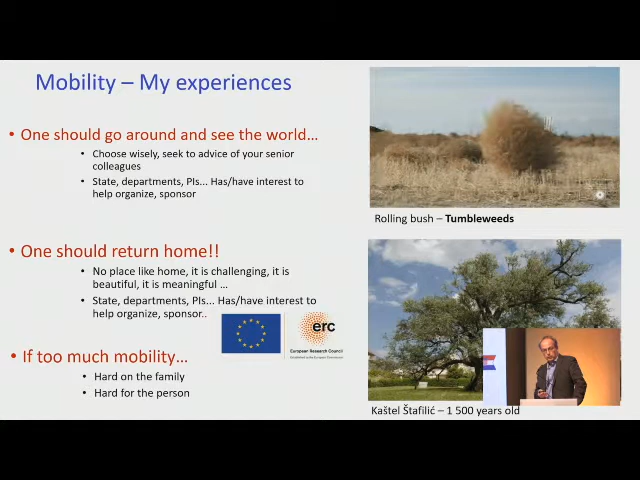 Mobility – My experiences
• One should go around and see the world…
• Choose wisely, seek to advice of your senior
colleagues
• State, departments, PIs... Has/have interest to
help organize, sponsor
Rolling bush – Tumbleweeds
• One should return home!!
• No place like home, it is challenging, it is
beautiful, it is meaningful …
• State, departments, PIs... Has/have interest to
help organize, sponsor..
erc
European Research Council
• If too much mobility…
• Hard on the family
• Hard for the person
Kaštel Štafilić – 1 500 years old